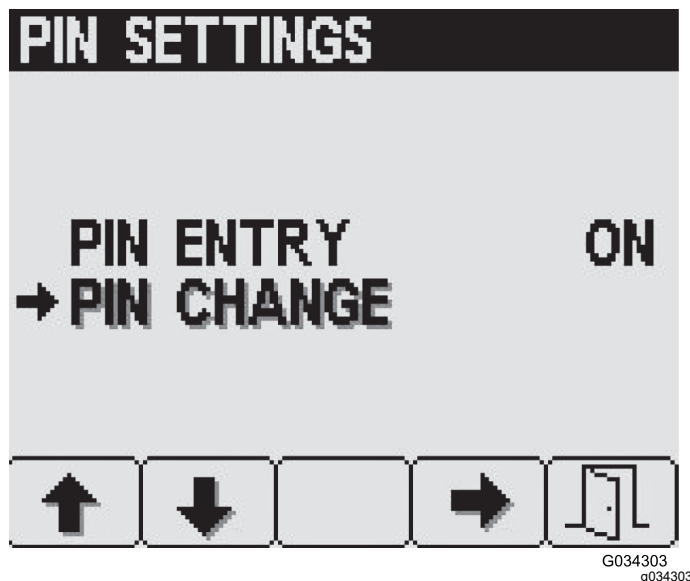 PIN SETTINGS
PIN ENTRY ON
PIN CHANGE
G034303
g034303